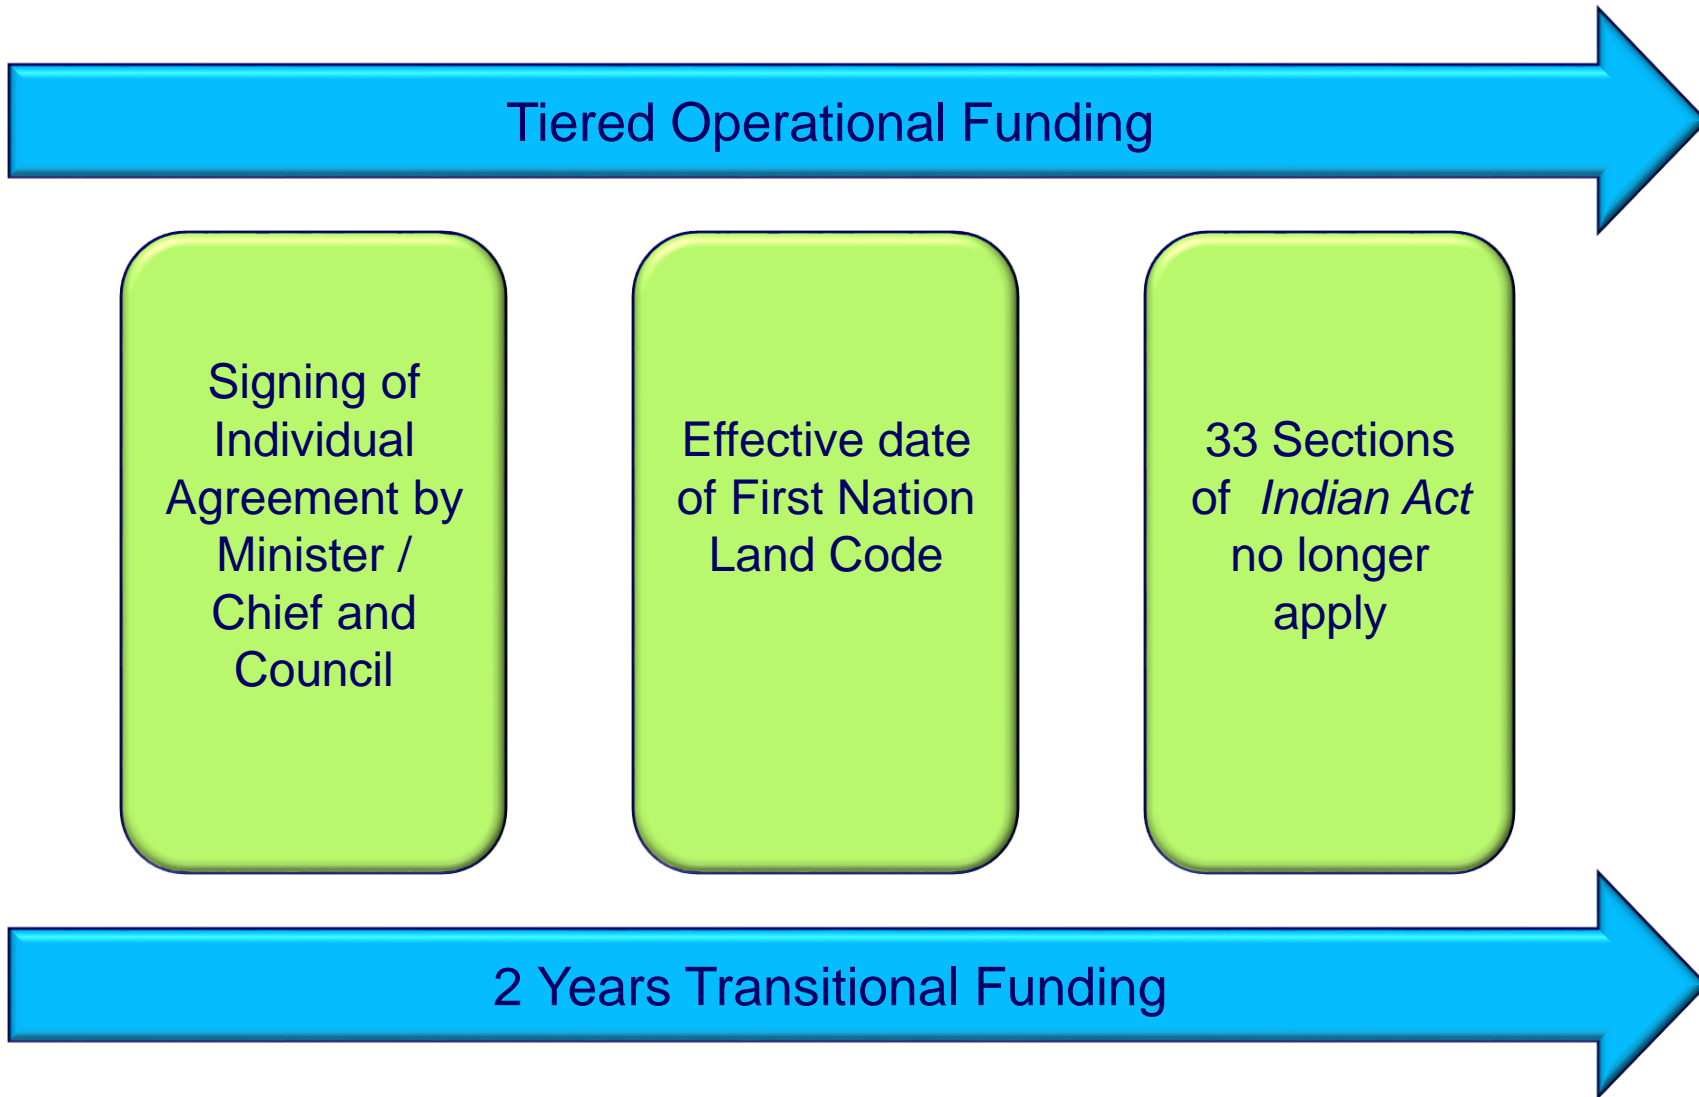 Tiered Operational Funding
Signing of
Individual
Agreement by
Minister /
Chief and
Council
Effective date
of First Nation
Land Code
33 Sections
of Indian Act
no longer
apply
2 Years Transitional Funding